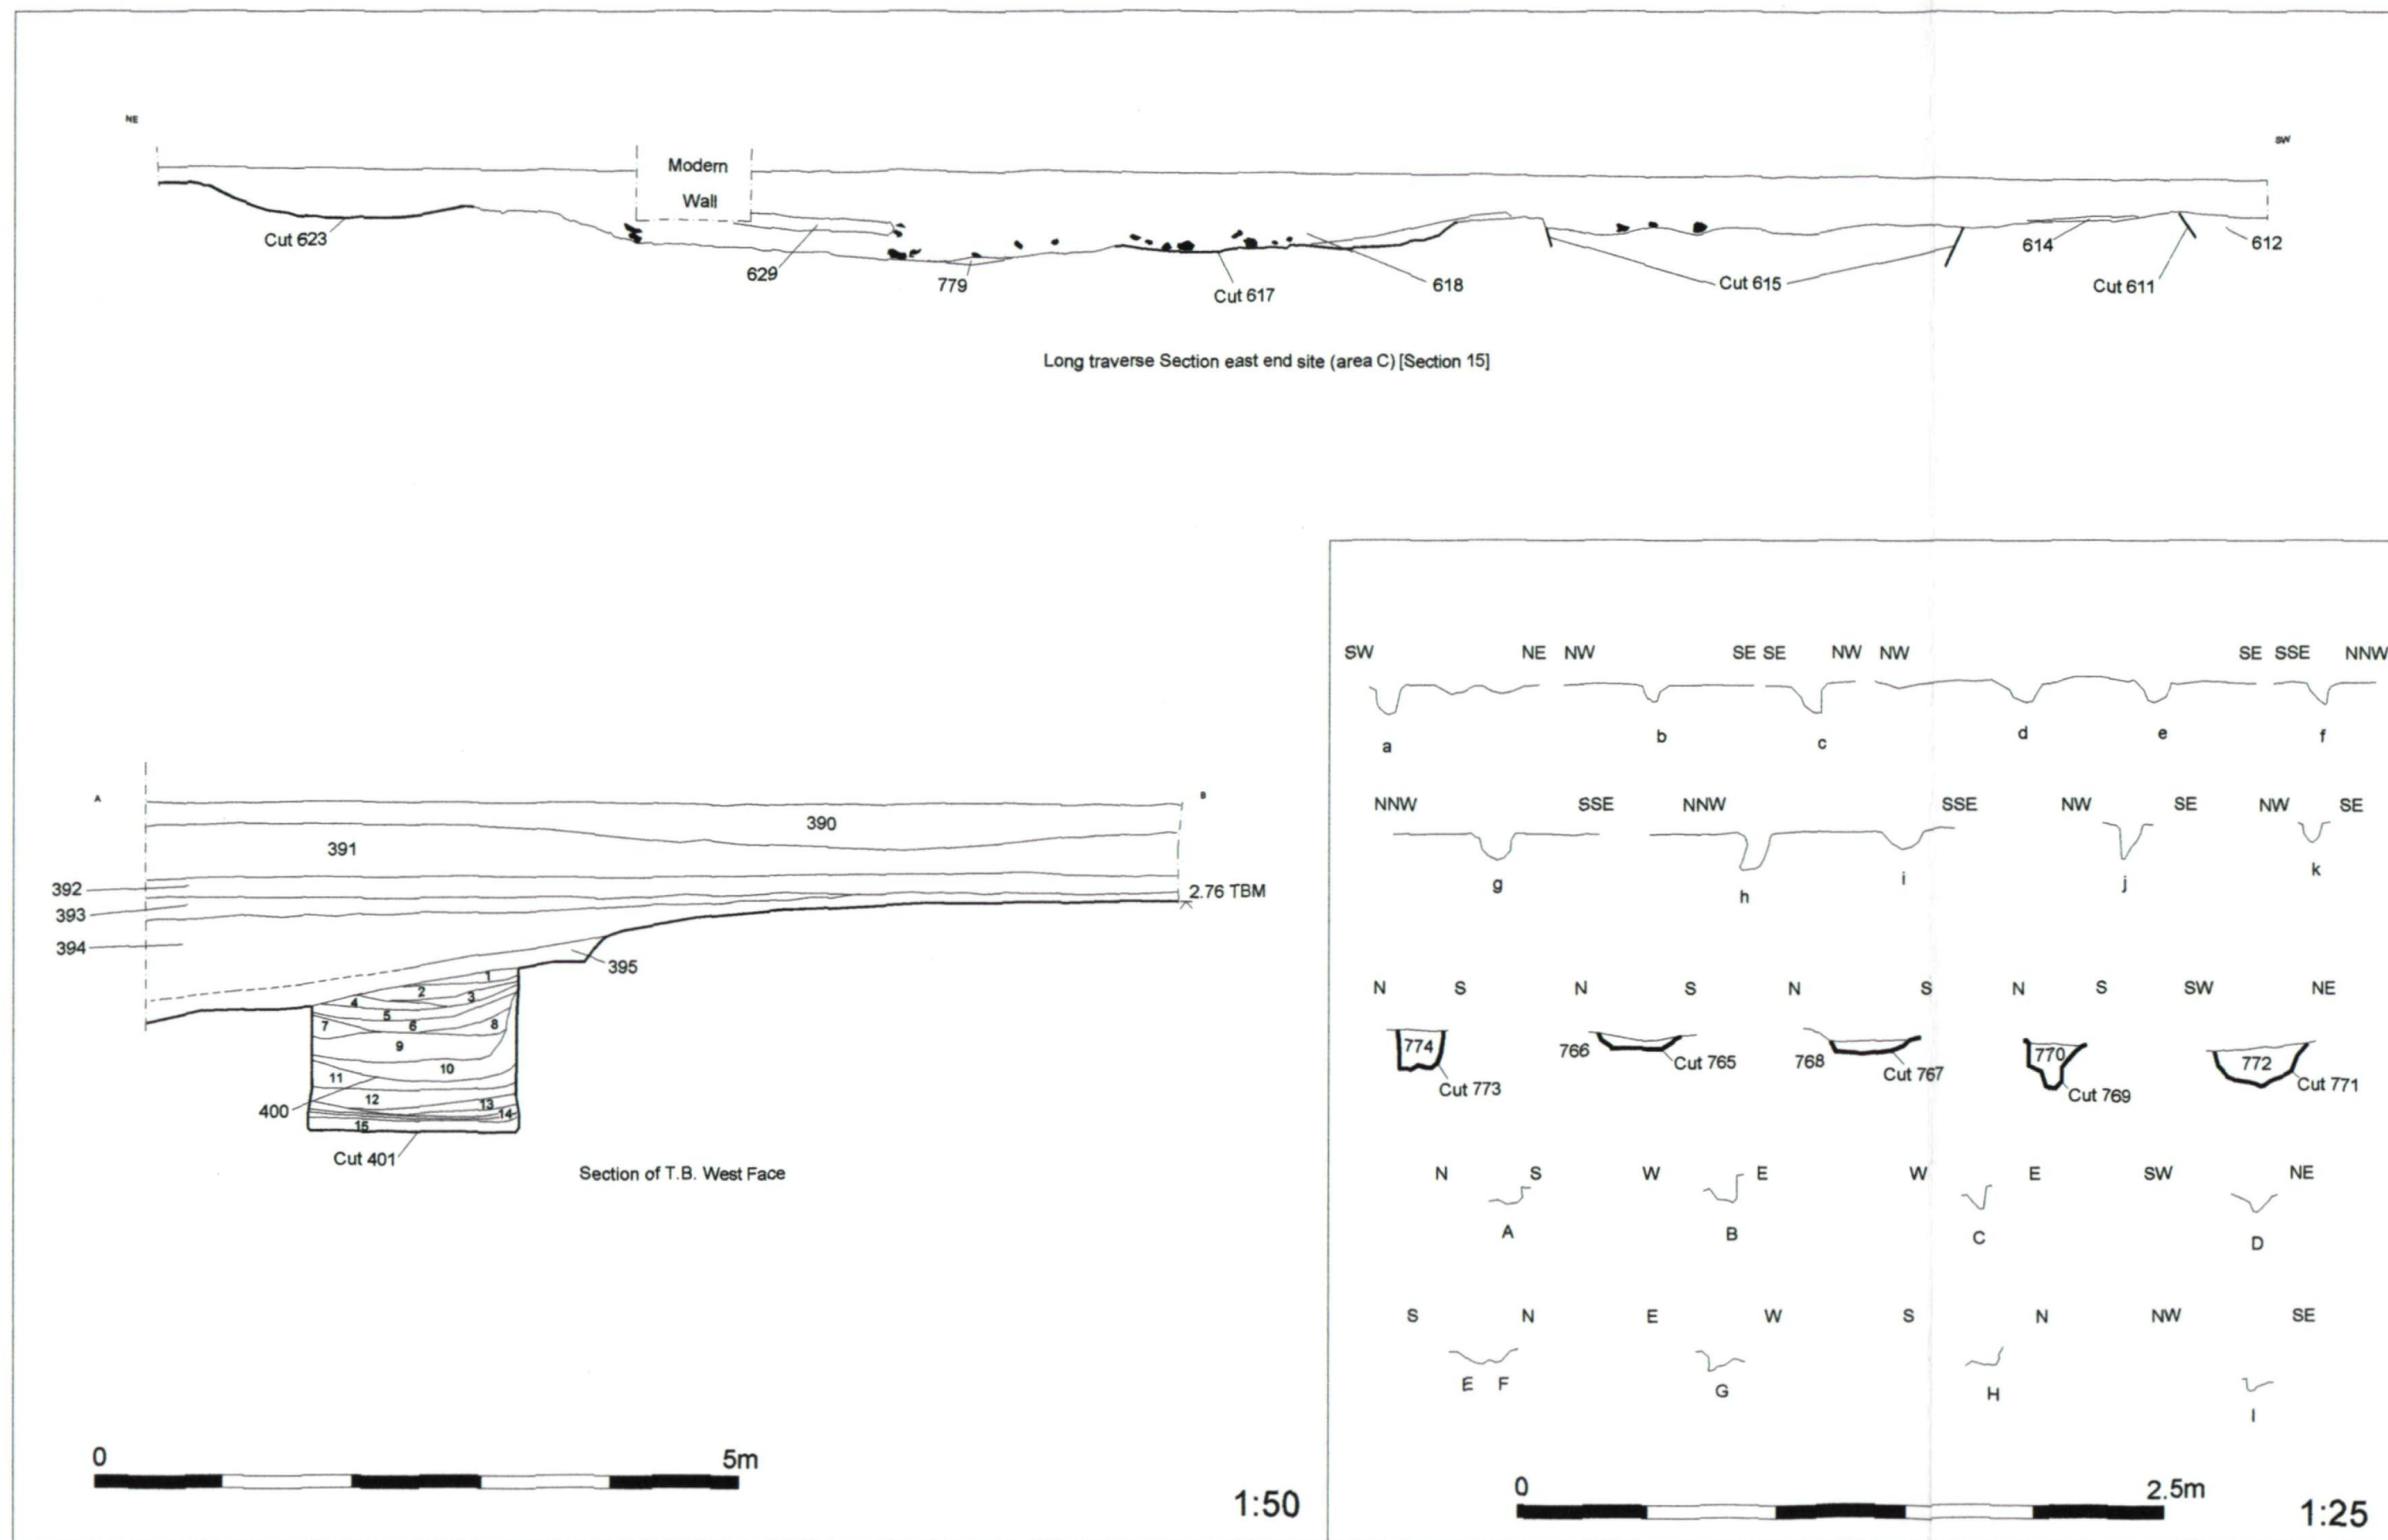 NE
SW
Modern
Wall
Cut 623
629
779
Cut 617
618
Cut 615
614
Cut 611
612
Long traverse Section east end site (area C) [Section 15]
A
B
390
391
392
393
394
2.76 TBM
395
1
2
3
4
5
6
7
8
9
10
11
12
13
14
15
400
Cut 401
Section of T.B. West Face
0 5m
1:50
SW NE NW SE SE NW NW SE SSE NNW
a b c d e f
NNW SSE NNW SSE NW SE NW SE
g h i j k
N S N S N S N S SW NE
774 766 768 770 772
Cut 773 Cut 765 Cut 767 Cut 769 Cut 771
N S W E W E SW NE
A B C D
S N E W S N NW SE
E F G H I
0 2.5m
1:25